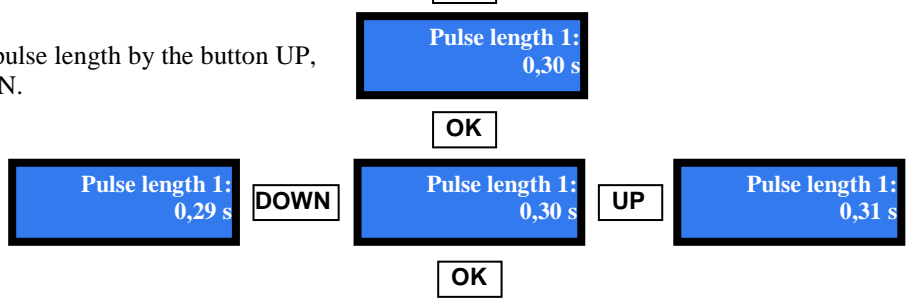 Pulse length 1:
0,30 s
pulse length by the button UP,
OK
Pulse length 1:
0,29 s
DOWN
Pulse length 1:
0,30 s
UP
Pulse length 1:
0,31 s
OK